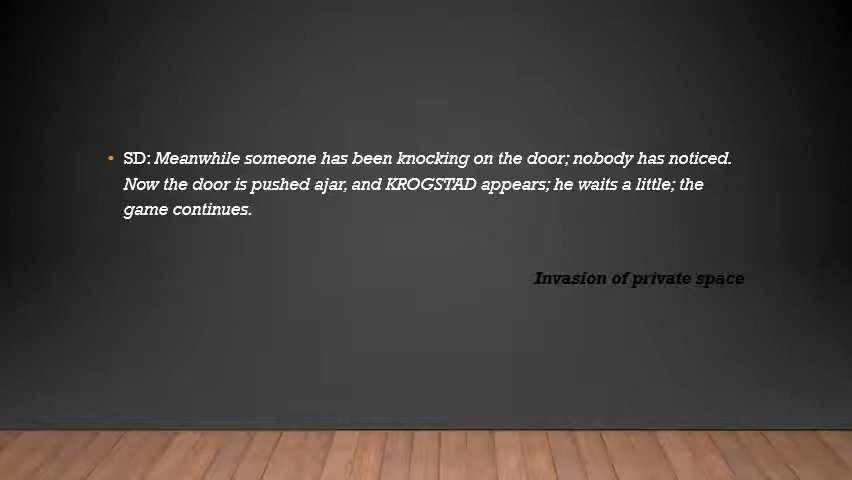 • SD: Meanwhile someone has been knocking on the door; nobody has noticed.
Now the door is pushed ajar, and KROGSTAD appears; he waits a little; the
game continues.
Invasion of private space